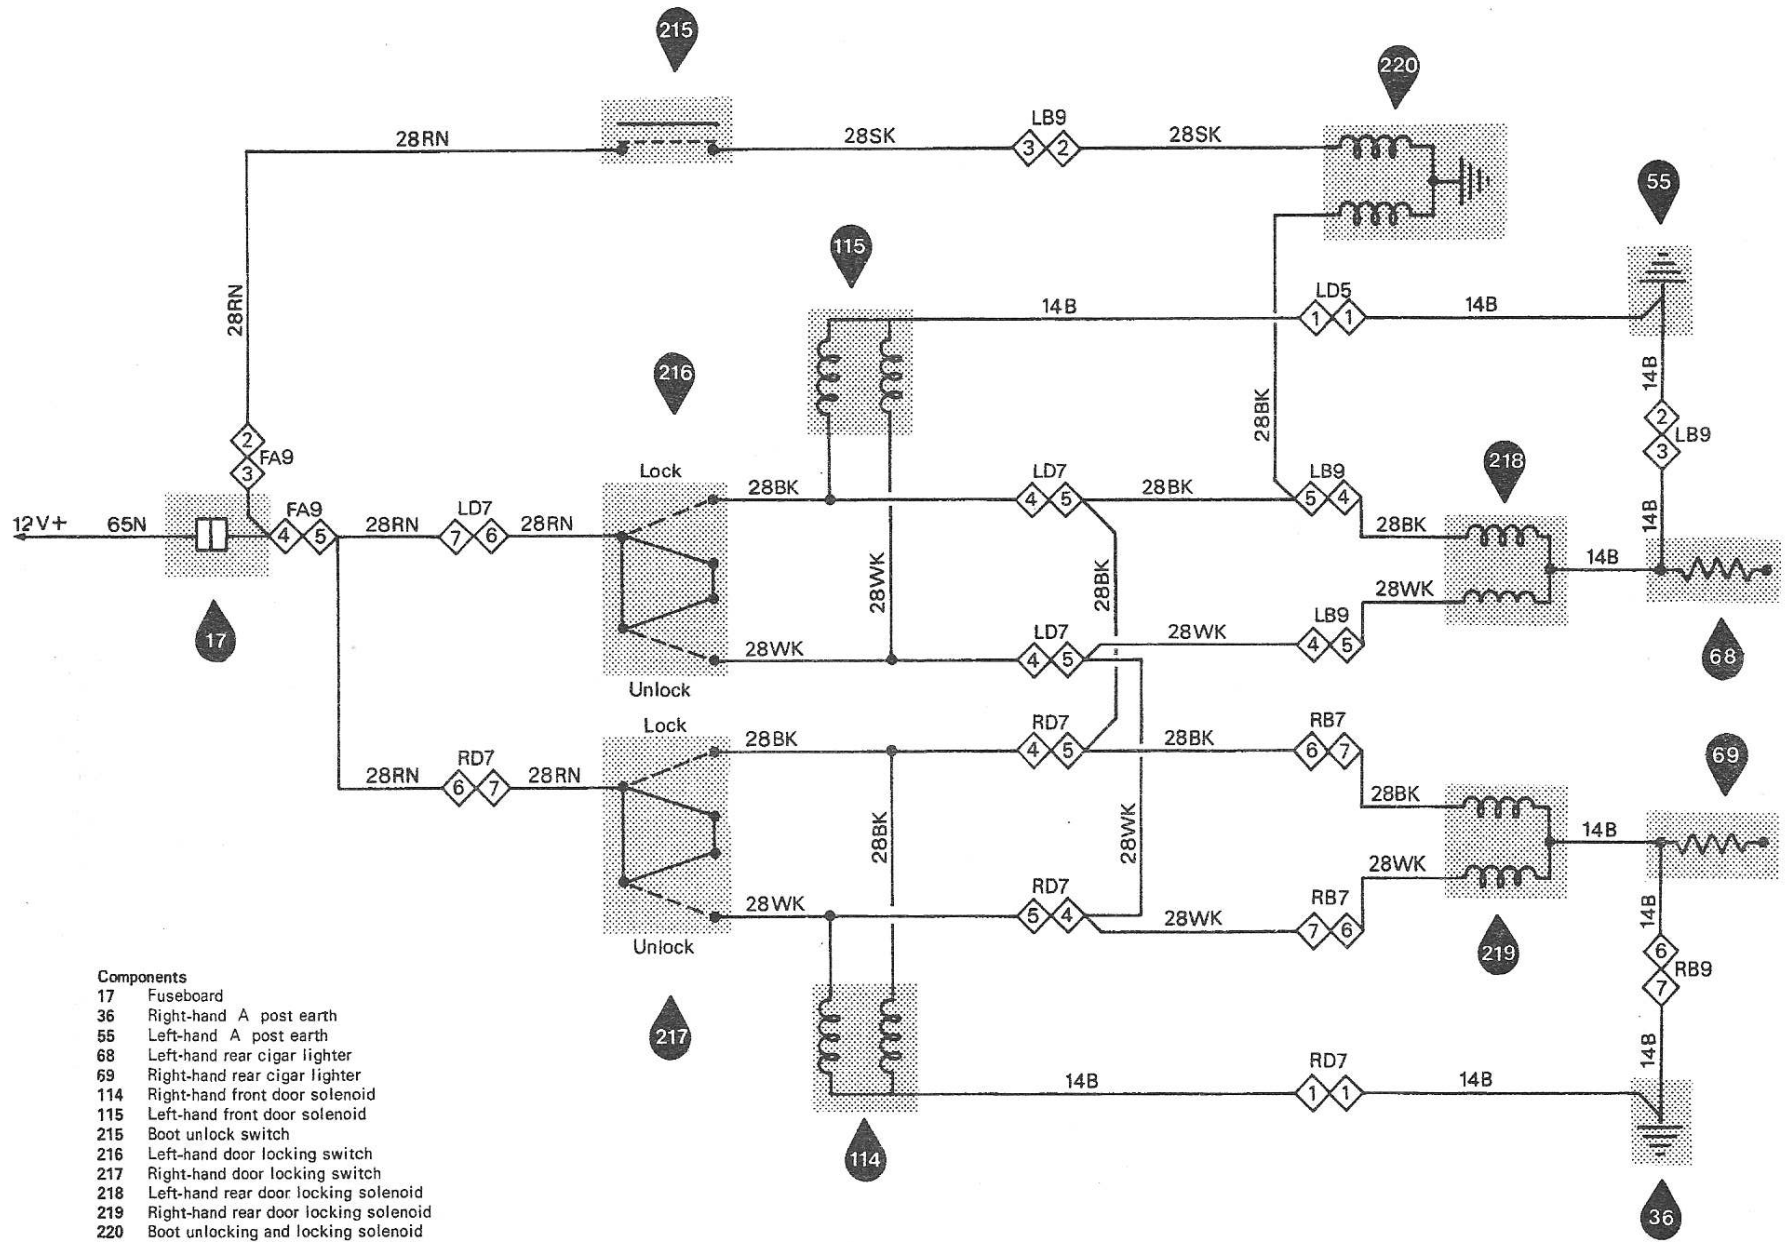 215
220
28RN
28SK
LB9
3 2
28SK
55
115
28RN
14B
LD5
1 1
14B
216
14B
2
3
LB9
28BK
2
3
FA9
Lock
218
28BK
LD7
4 5
28BK
LB9
5 4
28BK
14B
12V+
65N
FA9
4 5
28RN
LD7
7 6
28RN
14B
28WK
28BK
28WK
17
Unlock
28WK
LD7
4 5
28WK
LB9
4 5
68
Lock
28BK
RD7
4 5
28BK
RB7
6 7
69
28RN
RD7
6 7
28RN
28BK
28BK
28WK
14B
28WK
Unlock
28WK
RD7
5 4
28WK
RB7
7 6
14B
219
6
7
RB9
217
14B
14B
RD7
1 1
14B
114
36
Components
17 Fuseboard
36 Right-hand A post earth
55 Left-hand A post earth
68 Left-hand rear cigar lighter
69 Right-hand rear cigar lighter
114 Right-hand front door solenoid
115 Left-hand front door solenoid
215 Boot unlock switch
216 Left-hand door locking switch
217 Right-hand door locking switch
218 Left-hand rear door locking solenoid
219 Right-hand rear door locking solenoid
220 Boot unlocking and locking solenoid